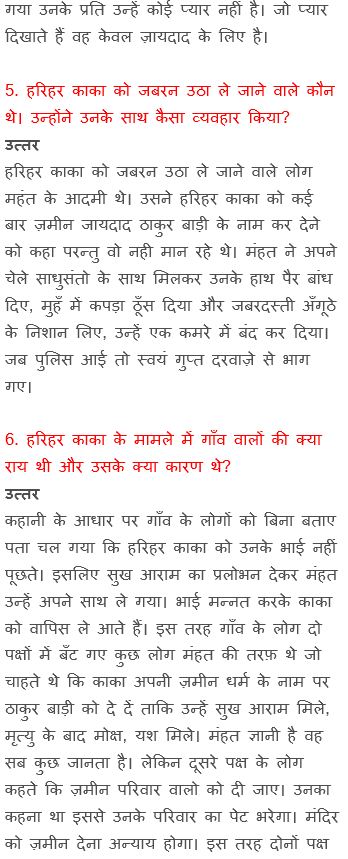 गया उनके प्रति उन्हें कोई प्यार नहीं है। जो प्यार
दिखाते हैं वह केवल ज़ायदाद के लिए है।
5. हरिहर काका को जबरन उठा ले जाने वाले कौन
थे। उन्होंने उनके साथ कैसा व्यवहार किया?
उत्तर
हरिहर काका को जबरन उठा ले जाने वाले लोग
महंत के आदमी थे। उसने हरिहर काका को कई
बार ज़मीन जायदाद ठाकुर बाड़ी के नाम कर देने
को कहा परन्तु वो नही मान रहे थे। मंहत ने अपने
चेले साधुसंतो के साथ मिलकर उनके हाथ पैर बांध
दिए, मुहँ में कपड़ा ठूँस दिया और जबरदस्ती अँगूठे
के निशान लिए, उन्हें एक कमरे में बंद कर दिया।
जब पुलिस आई तो स्वयं गुप्त दरवाज़े से भाग
गए।
6. हरिहर काका के मामले में गाँव वालों की क्या
राय थी और उसके क्या कारण थे?
उत्तर
कहानी के आधार पर गाँव के लोगों को बिना बताए
पता चल गया कि हरिहर काका को उनके भाई नहीं
पूछते। इसलिए सुख आराम का प्रलोभन देकर मंहत
उन्हें अपने साथ ले गया। भाई मन्नत करके काका
को वापिस ले आते हैं। इस तरह गाँव के लोग दो
पक्षों में बँट गए कुछ लोग मंहत की तरफ़ थे जो
चाहते थे कि काका अपनी ज़मीन धर्म के नाम पर
ठाकुर बाड़ी को दे दें ताकि उन्हें सुख आराम मिले,
मृत्यु के बाद मोक्ष, यश मिले। मंहत ज्ञानी है वह
सब कुछ जानता है। लेकिन दूसरे पक्ष के लोग
कहते कि ज़मीन परिवार वालो को दी जाए। उनका
कहना था इससे उनके परिवार का पेट भरेगा। मंदिर
को ज़मीन देना अन्याय होगा। इस तरह दोनों पक्ष